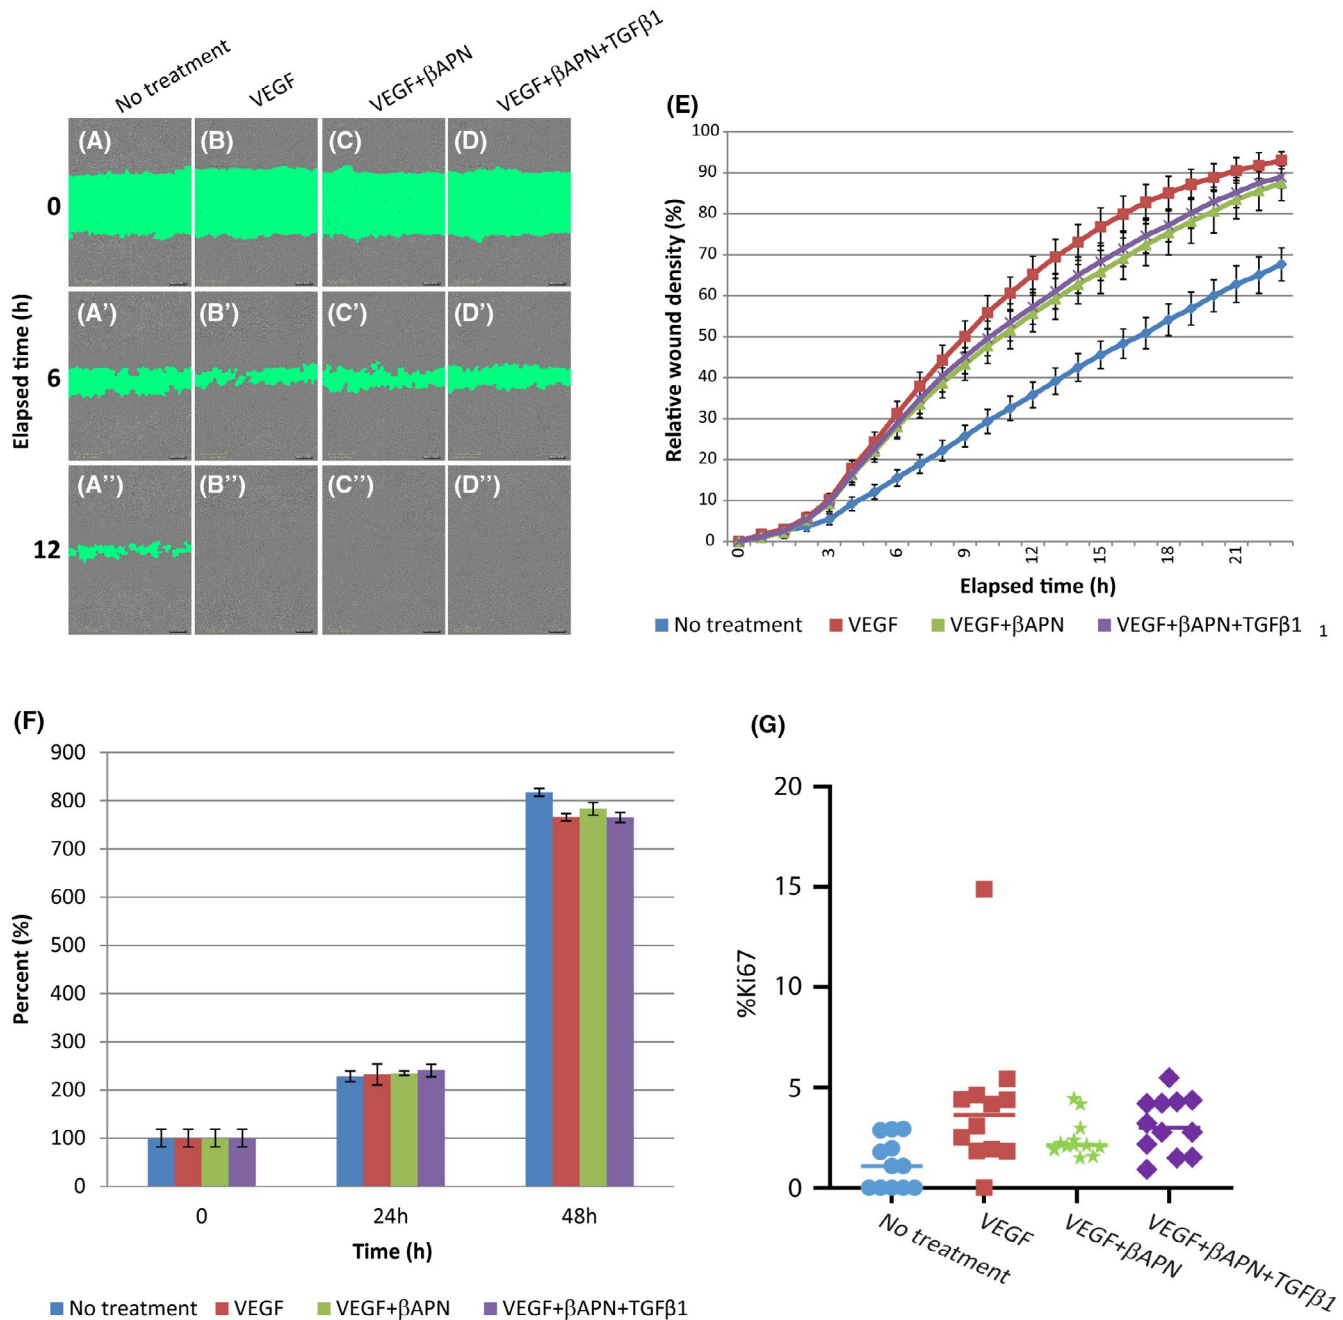 No treatment
VEGF
VEGF+βAPN
VEGF+βAPN+TGFβ1
Elapsed time (h)
0
(A)
(B)
(C)
(D)
6
(A')
(B')
(C')
(D')
12
(A'')
(B'')
(C'')
(D'')
(E)
Relative wound density (%)
100
90
80
70
60
50
40
30
20
10
0
0 3 6 9 12 15 18 21
Elapsed time (h)
No treatment VEGF VEGF+βAPN VEGF+βAPN+TGFβ1 1
(F)
Percent (%)
900
800
700
600
500
400
300
200
100
0
0 24h 48h
Time (h)
No treatment VEGF VEGF+βAPN VEGF+βAPN+TGFβ1
(G)
%Ki67
20
15
10
5
0
No treatment
VEGF
VEGF+βAPN
VEGF+βAPN+TGFβ1